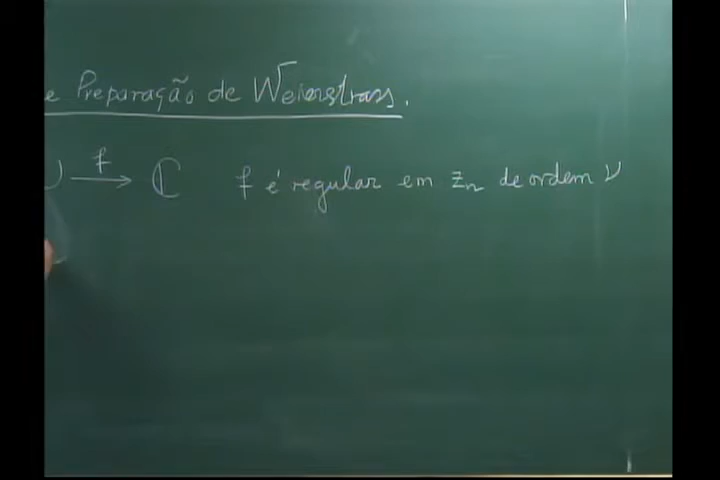 e Preparação de Weierstrass.
) f → ℂ f é regular em zₙ de ordem ν